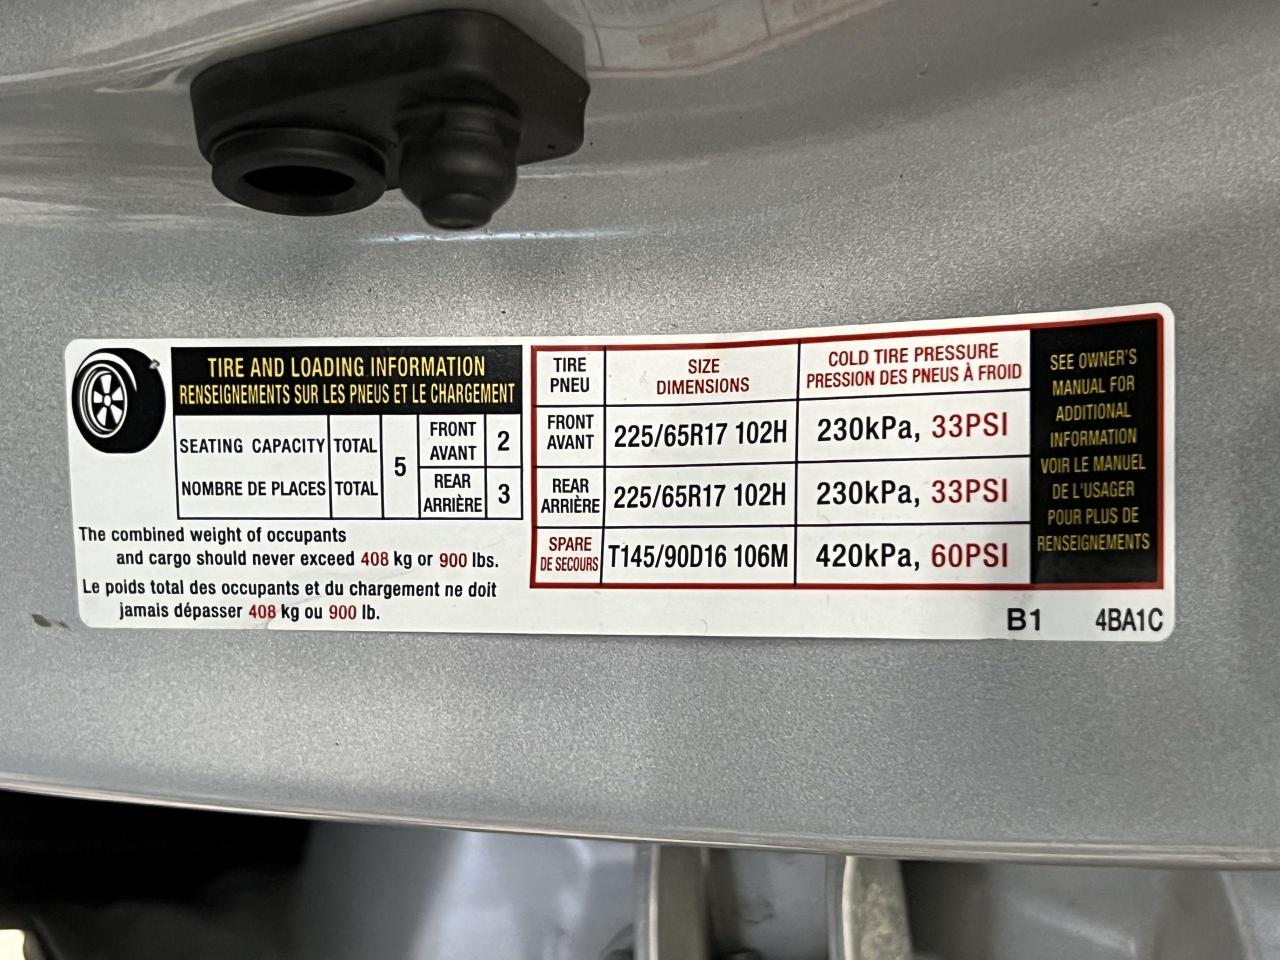 TIRE AND LOADING INFORMATION
RENSEIGNEMENTS SUR LES PNEUS ET LE CHARGEMENT
SEATING CAPACITY TOTAL
NOMBRE DE PLACES TOTAL
5
FRONT
AVANT
2
REAR
ARRIÈRE
3
The combined weight of occupants
and cargo should never exceed 408 kg or 900 lbs.
Le poids total des occupants et du chargement ne doit
jamais dépasser 408 kg ou 900 lb.
TIRE
PNEU
SIZE
DIMENSIONS
COLD TIRE PRESSURE
PRESSION DES PNEUS À FROID
FRONT
AVANT
225/65R17 102H
230kPa, 33PSI
REAR
ARRIÈRE
225/65R17 102H
230kPa, 33PSI
SPARE
DE SECOURS
T145/90D16 106M
420kPa, 60PSI
SEE OWNER'S
MANUAL FOR
ADDITIONAL
INFORMATION
VOIR LE MANUEL
DE L'USAGER
POUR PLUS DE
RENSEIGNEMENTS
B1 4BA1C